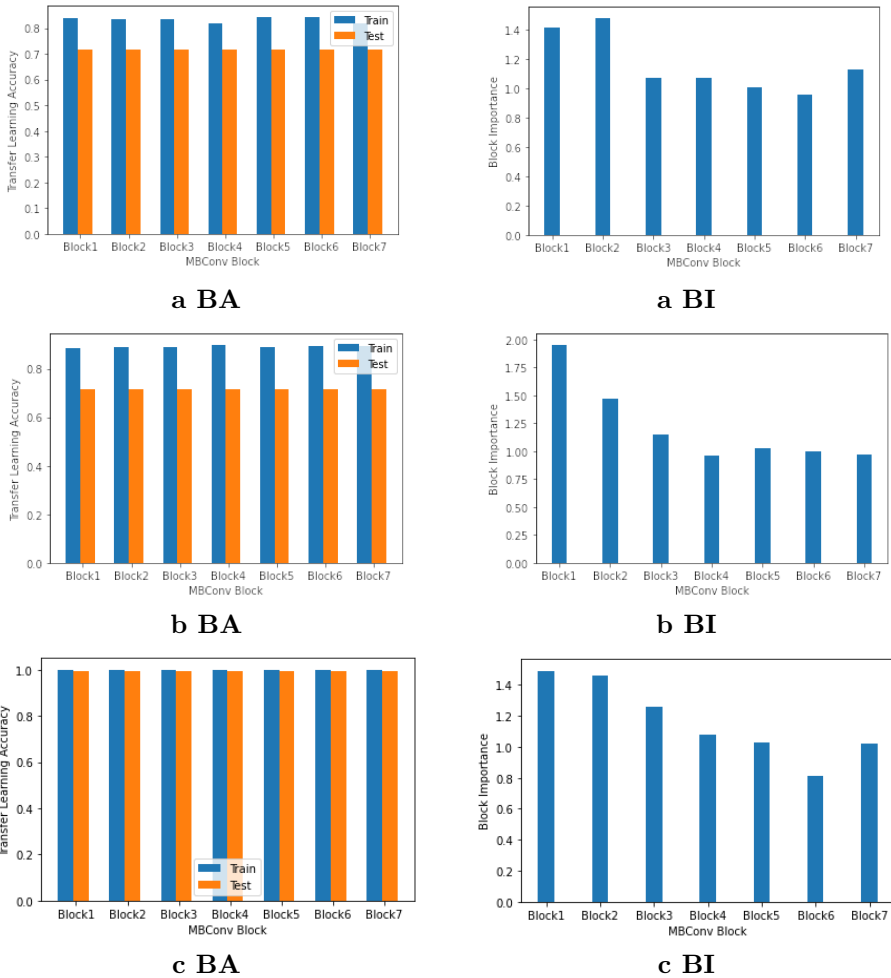 Transfer Learning Accuracy
0.8
0.7
0.6
0.5
0.4
0.3
0.2
0.1
0.0
Train
Test
Block1 Block2 Block3 Block4 Block5 Block6 Block7
MBConv Block
a BA
Block Importance
1.4
1.2
1.0
0.8
0.6
0.4
0.2
0.0
Block1 Block2 Block3 Block4 Block5 Block6 Block7
MBConv Block
a BI
Transfer Learning Accuracy
0.8
0.6
0.4
0.2
0.0
Train
Test
Block1 Block2 Block3 Block4 Block5 Block6 Block7
MBConv Block
b BA
Block Importance
2.00
1.75
1.50
1.25
1.00
0.75
0.50
0.25
0.00
Block1 Block2 Block3 Block4 Block5 Block6 Block7
MBConv Block
b BI
Transfer Learning Accuracy
1.0
0.8
0.6
0.4
0.2
0.0
Train
Test
Block1 Block2 Block3 Block4 Block5 Block6 Block7
MBConv Block
c BA
Block Importance
1.4
1.2
1.0
0.8
0.6
0.4
0.2
0.0
Block1 Block2 Block3 Block4 Block5 Block6 Block7
MBConv Block
c BI